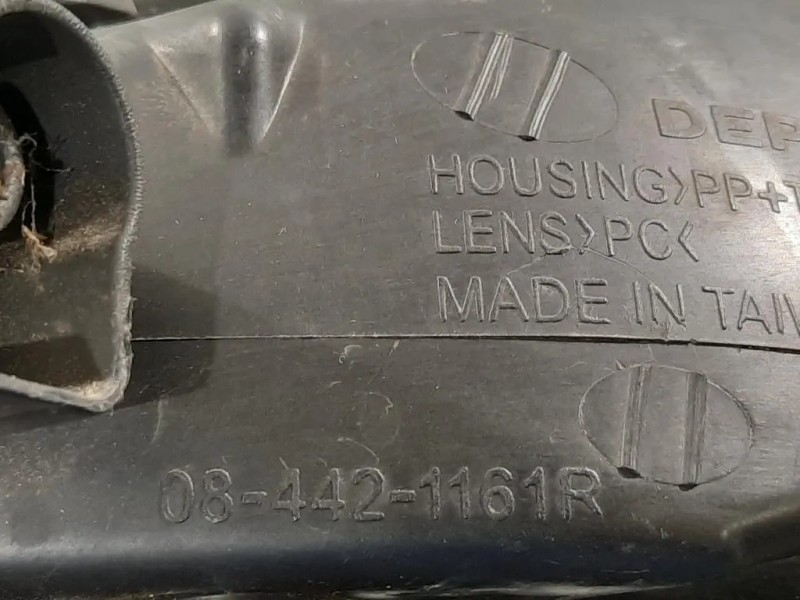 DEP
HOUSING>PP+T
LENS>PC<
MADE IN TAIW
08-442-1161R